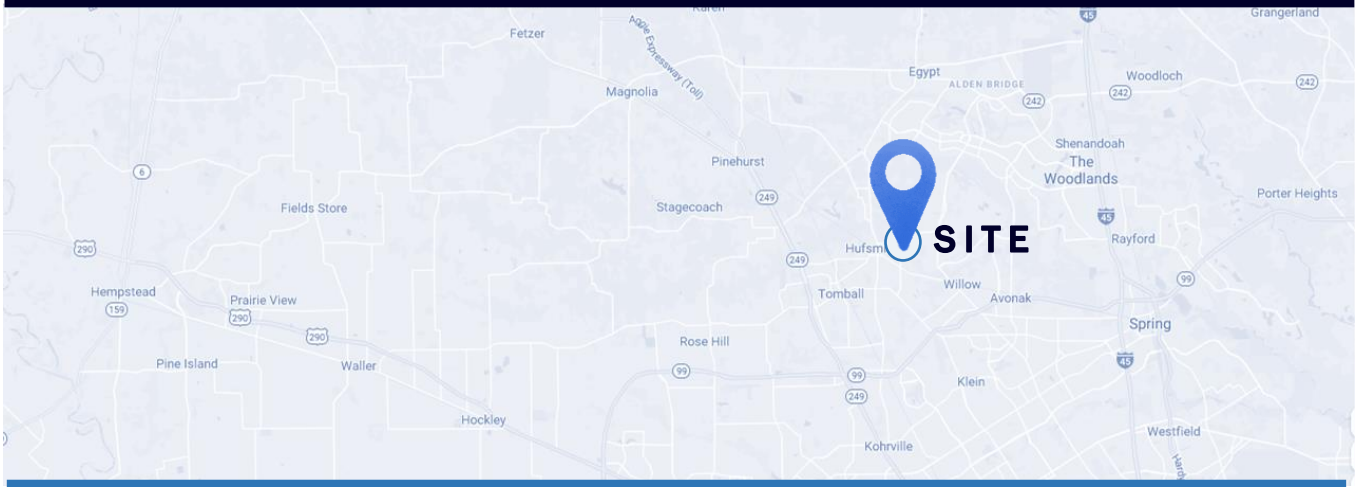 Karen
45
Grangerland
Fetzer
Aggie Expressway (Toll)
Egypt
Woodloch
ALDEN BRIDGE
242
Magnolia
242
242
Shenandoah
Pinehurst
The
Woodlands
6
249
Porter Heights
Fields Store
Stagecoach
45
SITE
Rayford
Hufsm
290
249
99
Willow
Hempstead
Tomball
Avonak
Prairie View
159
290
Spring
290
Rose Hill
45
Pine Island
Waller
99
99
Klein
249
Hockley
Westfield
Kohrville
Hardy